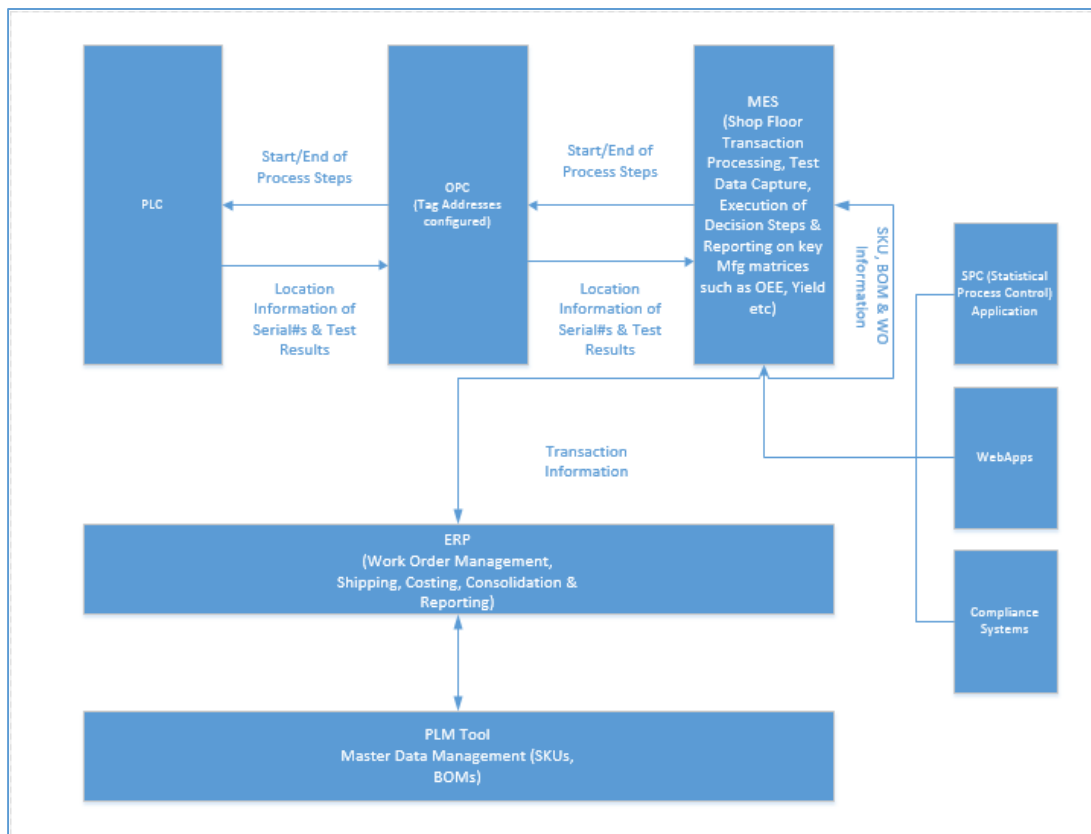 PLC
Start/End of
Process Steps
Location
Information of
Serial#s & Test
Results
OPC
(Tag Addresses
configured)
Start/End of
Process Steps
Location
Information of
Serial#s & Test
Results
MES
(Shop Floor
Transaction
Processing, Test
Data Capture,
Execution of
Decision Steps &
Reporting on key
Mfg matrices
such as OEE, Yield
etc)
SKU, BOM & WO
Information
SPC (Statistical
Process Control)
Application
WebApps
Compliance
Systems
Transaction
Information
ERP
(Work Order Management,
Shipping, Costing, Consolidation &
Reporting)
PLM Tool
Master Data Management (SKUs,
BOMs)